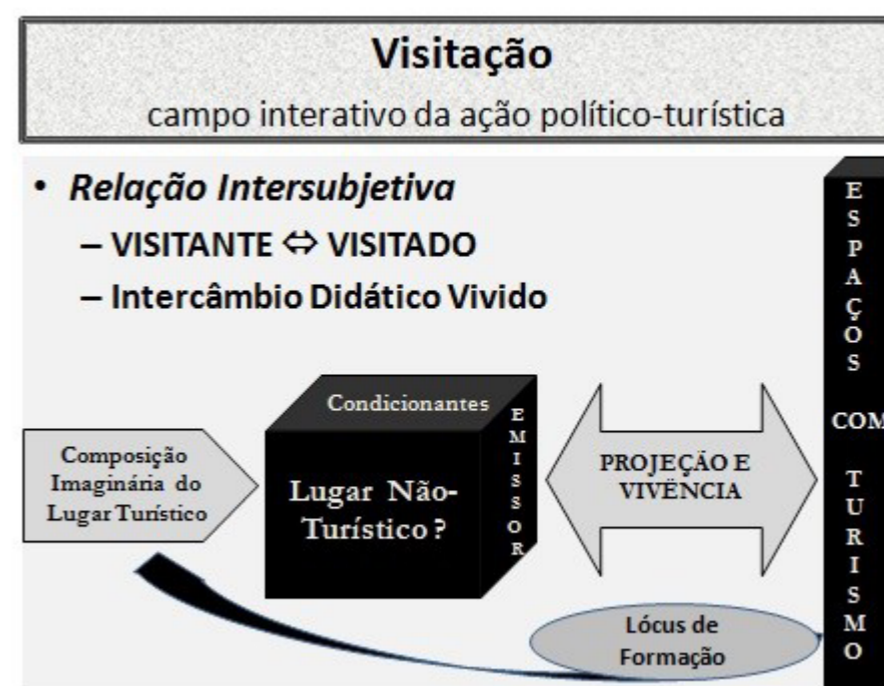 Visitação
campo interativo da ação político-turística
• Relação Intersubjetiva
– VISITANTE ⇔ VISITADO
– Intercâmbio Didático Vivido
Composição
Imaginária do
Lugar Turístico
Condicionantes
Lugar Não-
Turístico ?
EMISSOR
PROJEÇÃO E
VIVÊNCIA
Lócus de
Formação
ESPAÇOS
COM
TURISMO